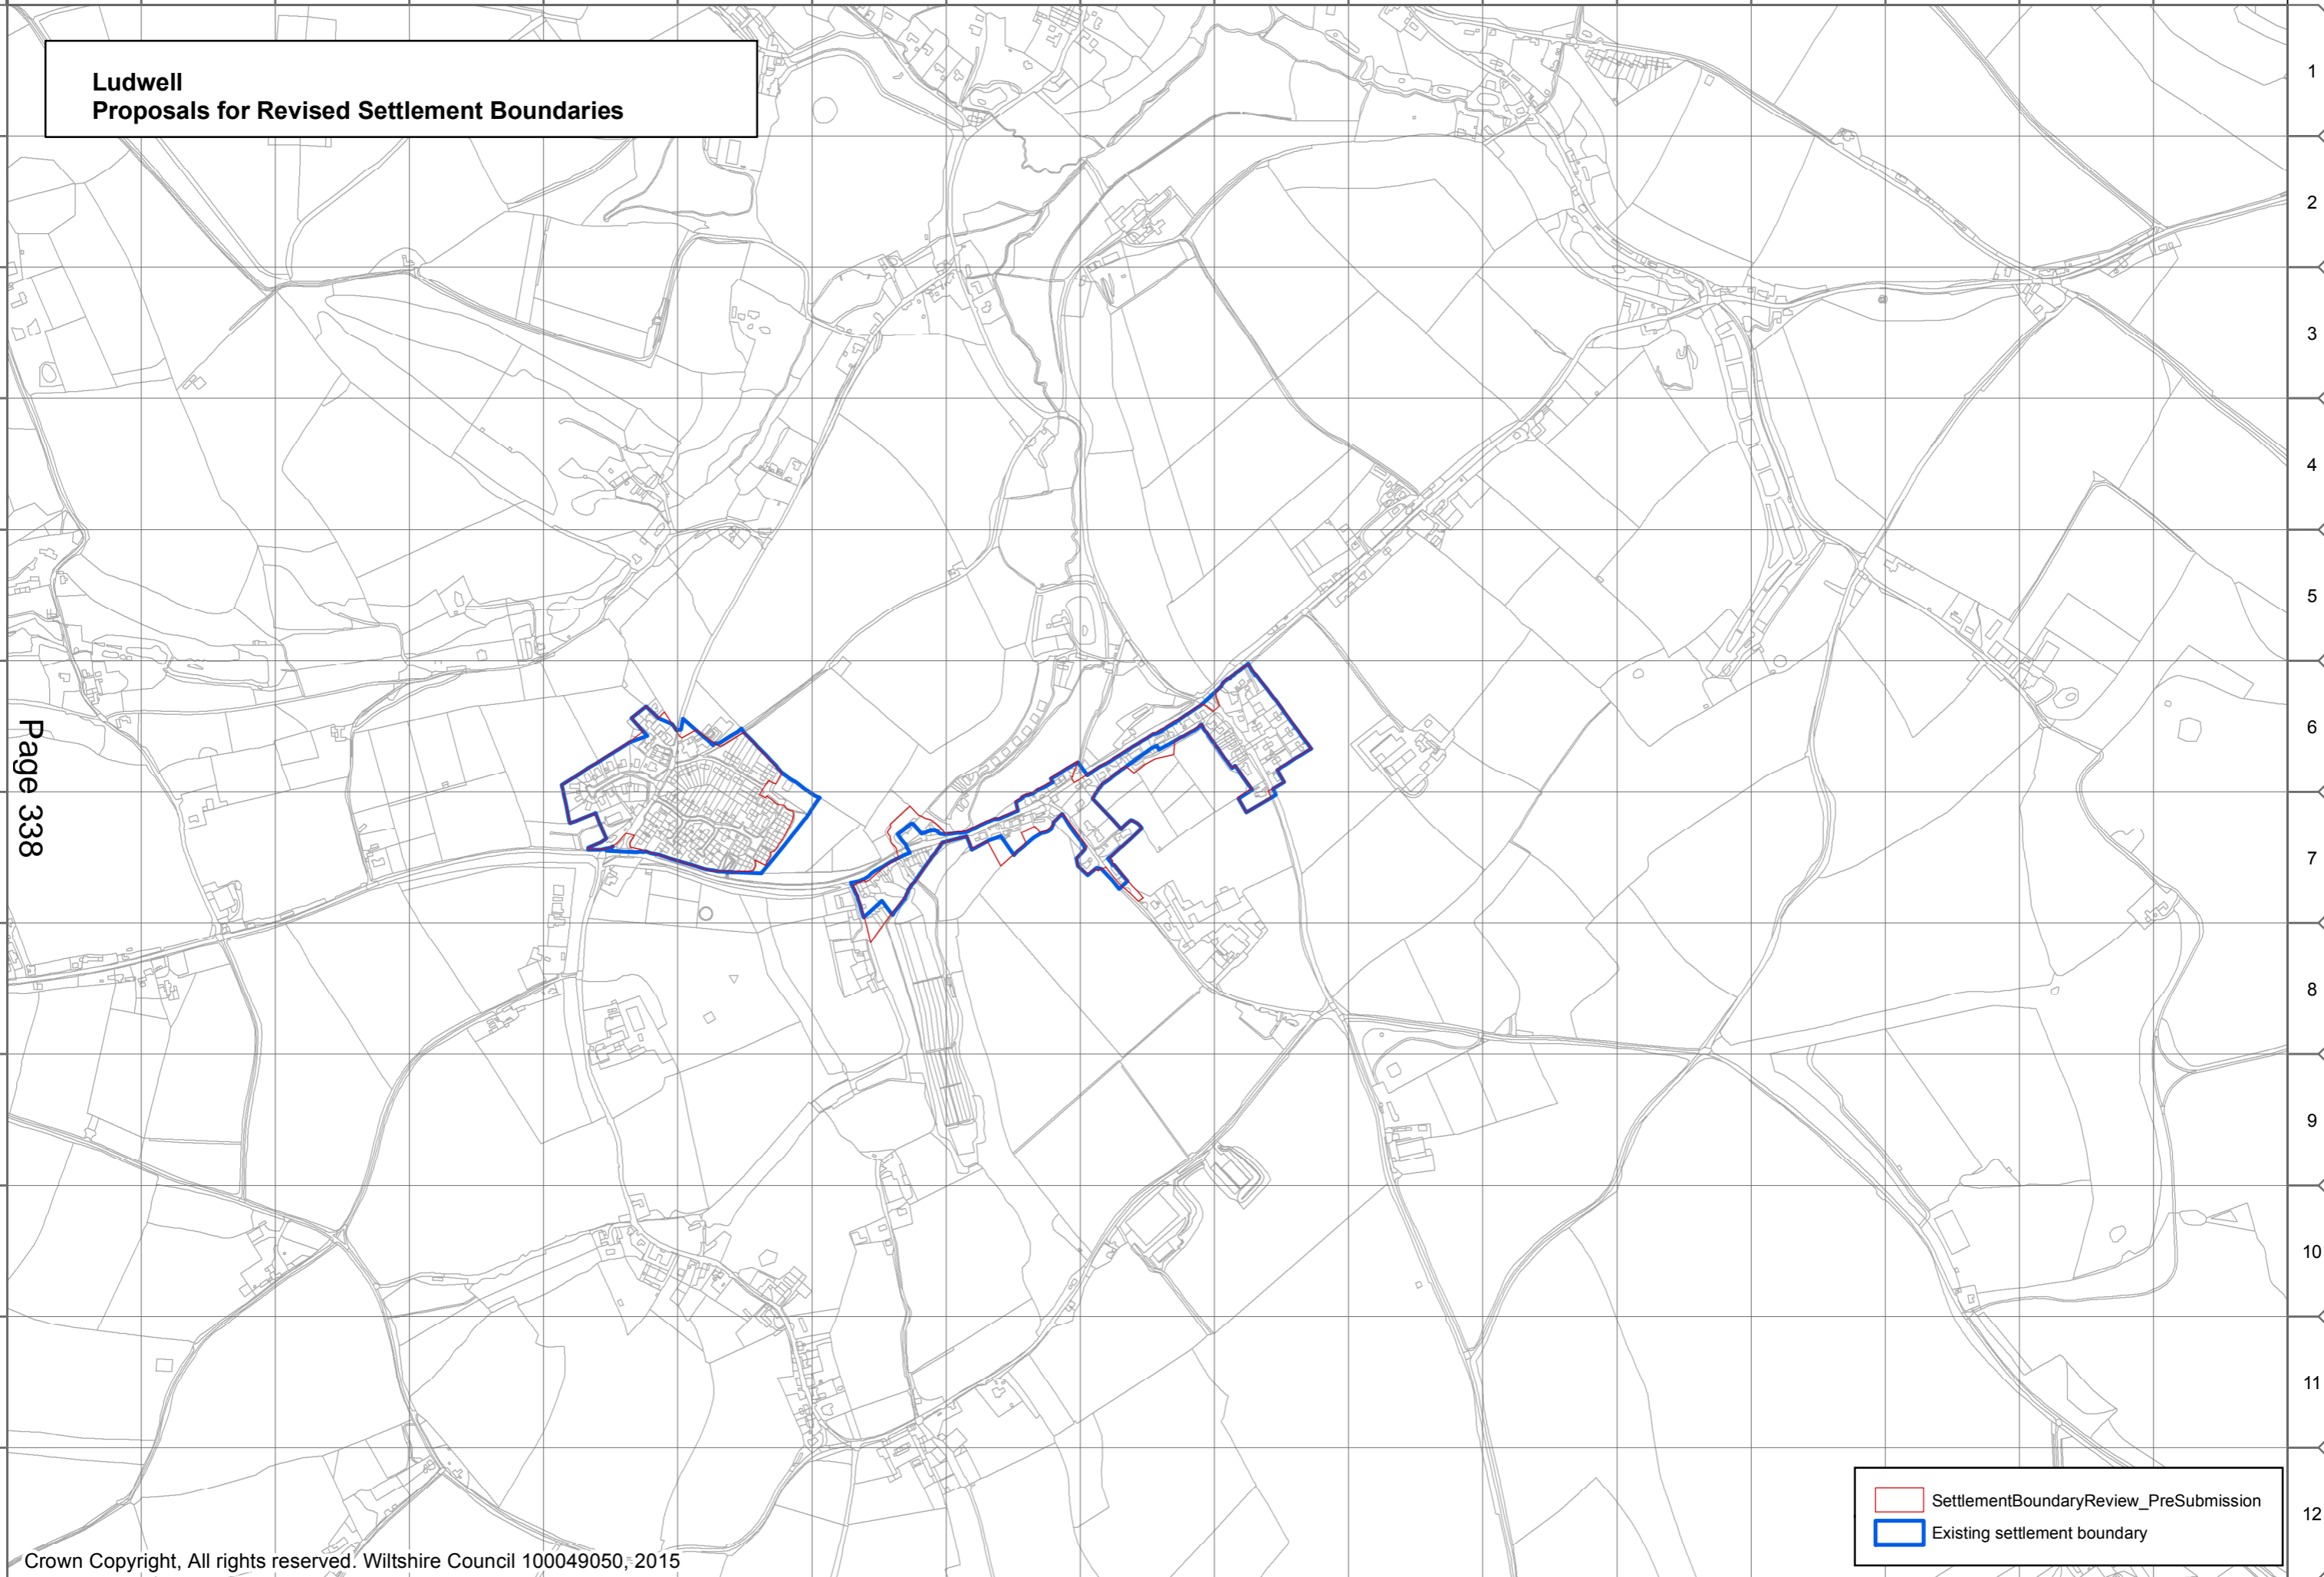 Ludwell
Proposals for Revised Settlement Boundaries
1
2
3
4
5
6
7
8
9
10
11
12
Page 338
SettlementBoundaryReview_PreSubmission
Existing settlement boundary
Crown Copyright, All rights reserved. Wiltshire Council 100049050, 2015